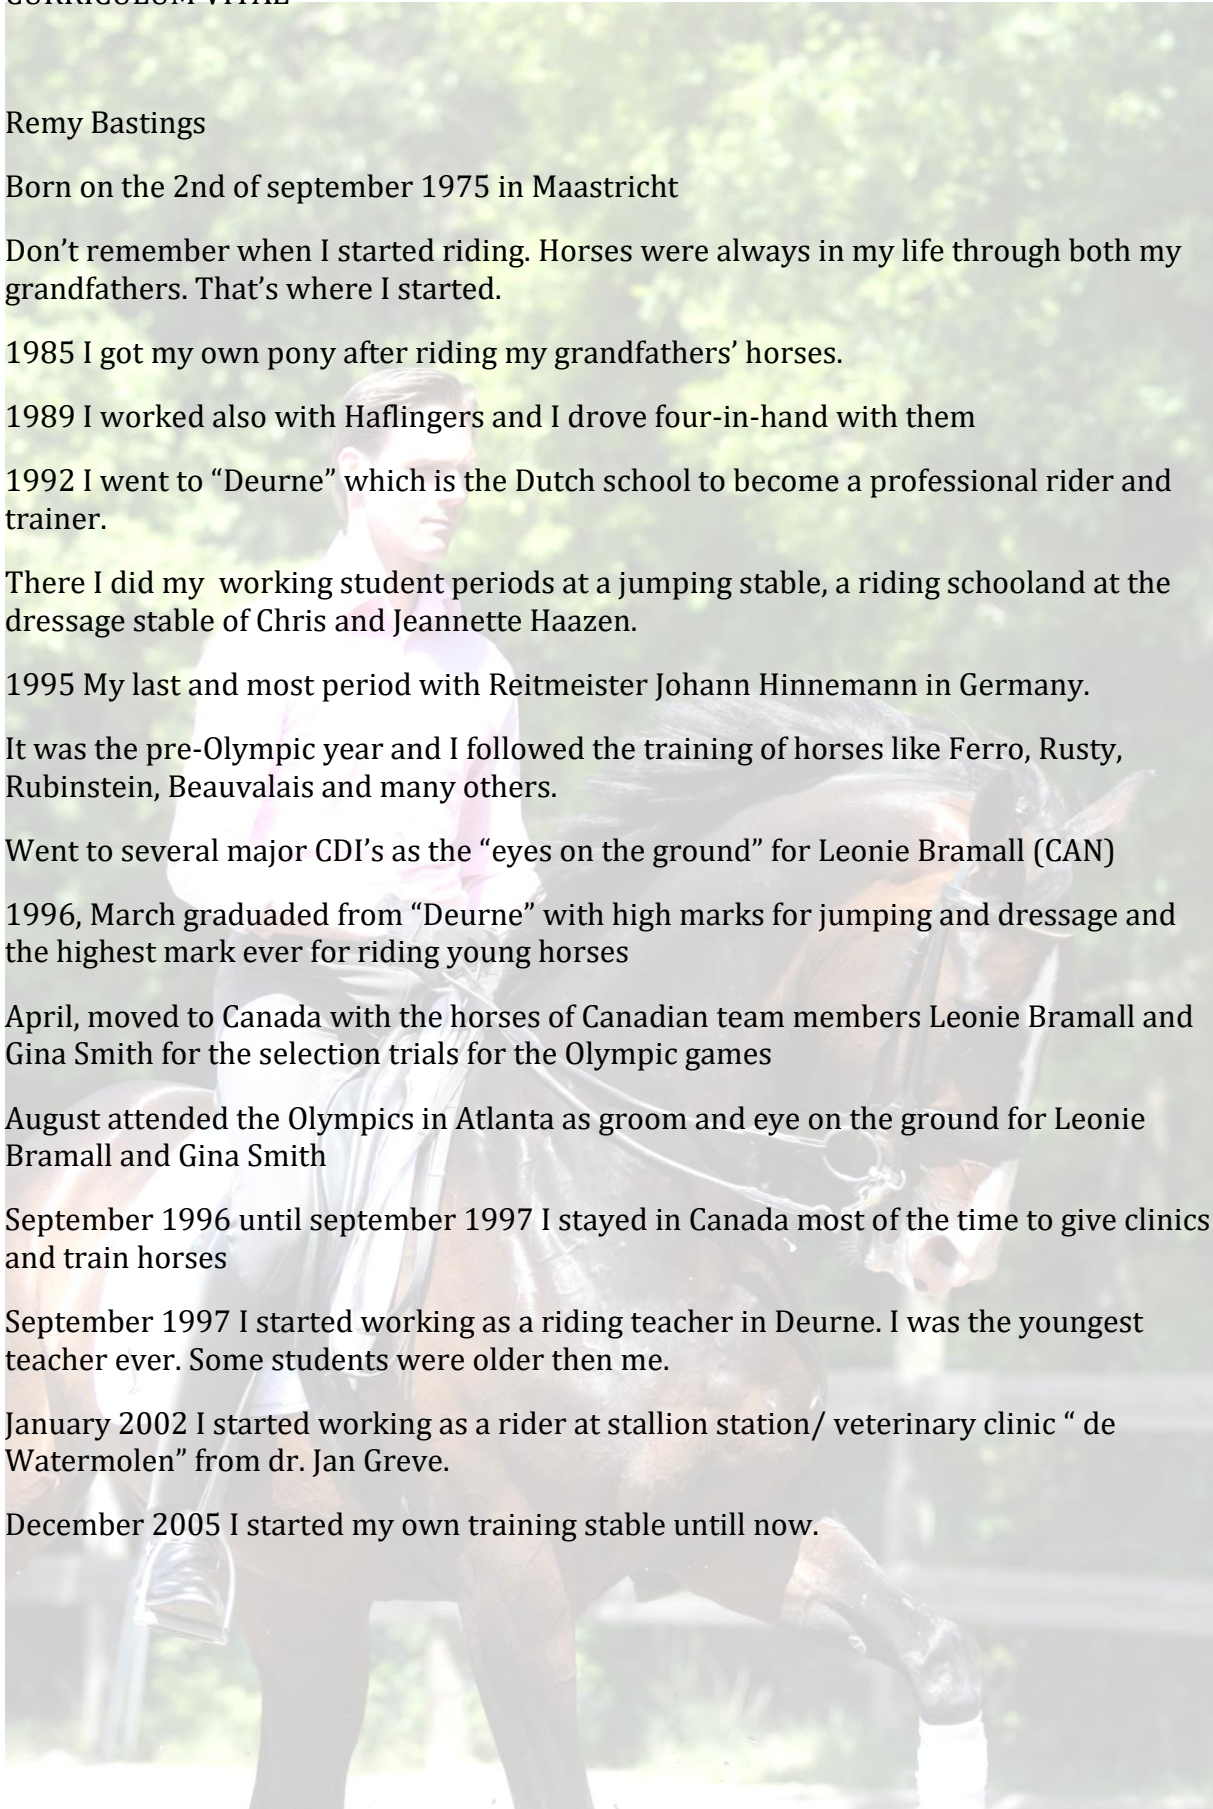 CURRICULUM VITAE
Remy Bastings
Born on the 2nd of september 1975 in Maastricht
Don’t remember when I started riding. Horses were always in my life through both my
grandfathers. That’s where I started.
1985 I got my own pony after riding my grandfathers’ horses.
1989 I worked also with Haflingers and I drove four-in-hand with them
1992 I went to “Deurne” which is the Dutch school to become a professional rider and
trainer.
There I did my  working student periods at a jumping stable, a riding schooland at the
dressage stable of Chris and Jeannette Haazen.
1995 My last and most period with Reitmeister Johann Hinnemann in Germany.
It was the pre-Olympic year and I followed the training of horses like Ferro, Rusty,
Rubinstein, Beauvalais and many others.
Went to several major CDI’s as the “eyes on the ground” for Leonie Bramall (CAN)
1996, March graduaded from “Deurne” with high marks for jumping and dressage and
the highest mark ever for riding young horses
April, moved to Canada with the horses of Canadian team members Leonie Bramall and
Gina Smith for the selection trials for the Olympic games
August attended the Olympics in Atlanta as groom and eye on the ground for Leonie
Bramall and Gina Smith
September 1996 until september 1997 I stayed in Canada most of the time to give clinics
and train horses
September 1997 I started working as a riding teacher in Deurne. I was the youngest
teacher ever. Some students were older then me.
January 2002 I started working as a rider at stallion station/ veterinary clinic “ de
Watermolen” from dr. Jan Greve.
December 2005 I started my own training stable untill now.